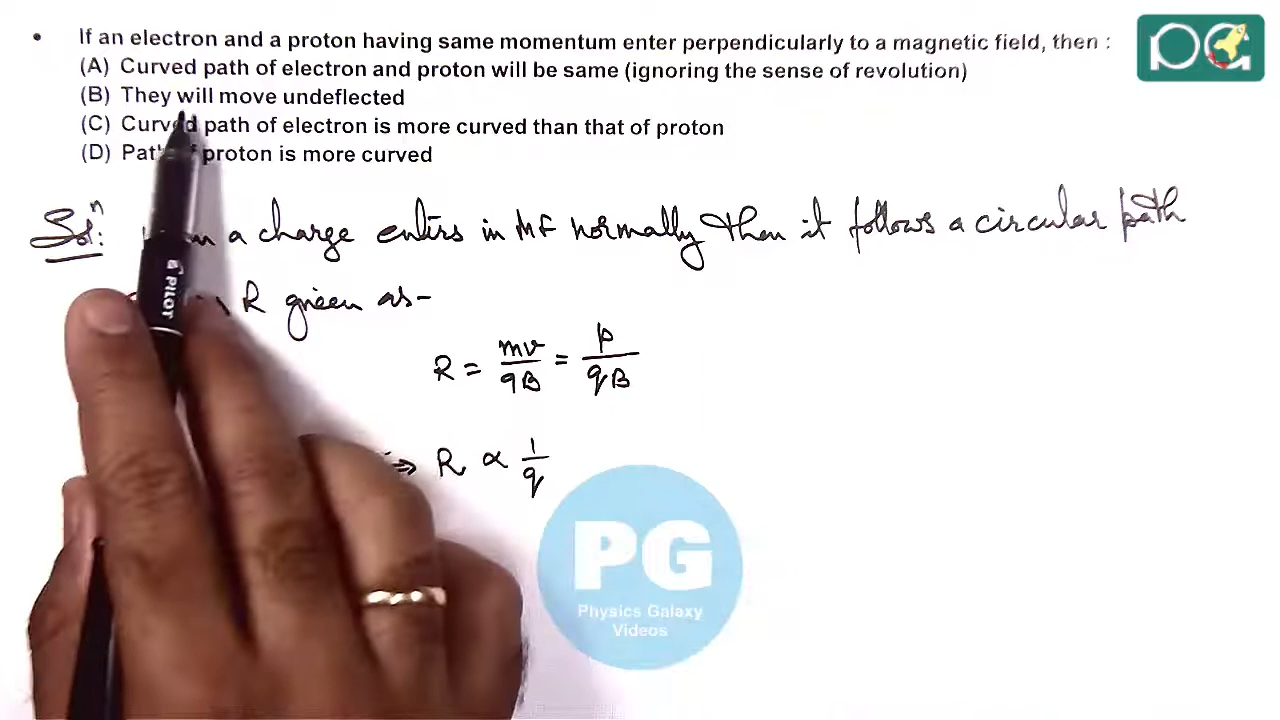 • If an electron and a proton having same momentum enter perpendicularly to a magnetic field, then :
(A) Curved path of electron and proton will be same (ignoring the sense of revolution)
(B) They will move undeflected
(C) Curved path of electron is more curved than that of proton
(D) Path proton is more curved
Solⁿ: a charge enters in MF normally then it follows a circular path
R given as-
R = mv/qB = p/qB
⇒ R ∝ 1/q
PILOT
PG
Physics Galaxy
Videos